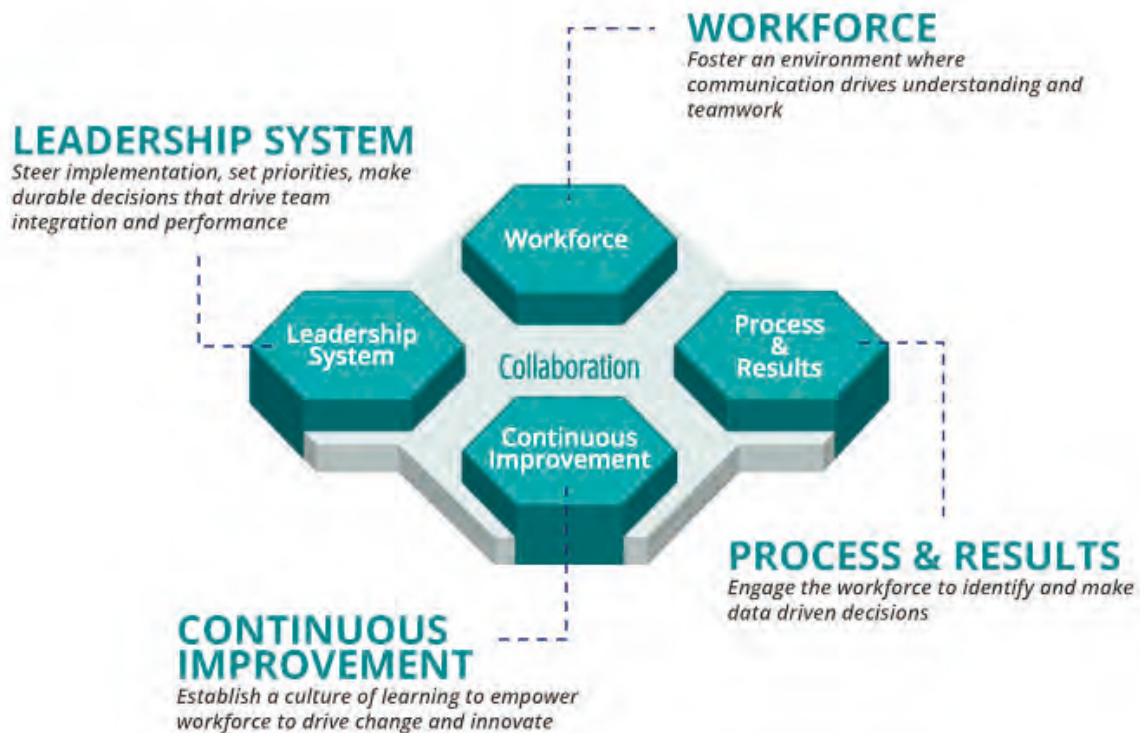 WORKFORCE
Foster an environment where
communication drives understanding and
teamwork
LEADERSHIP SYSTEM
Steer implementation, set priorities, make
durable decisions that drive team
integration and performance
Workforce
Leadership
System
Process
&
Results
Collaboration
Continuous
Improvement
PROCESS & RESULTS
Engage the workforce to identify and make
data driven decisions
CONTINUOUS
IMPROVEMENT
Establish a culture of learning to empower
workforce to drive change and innovate